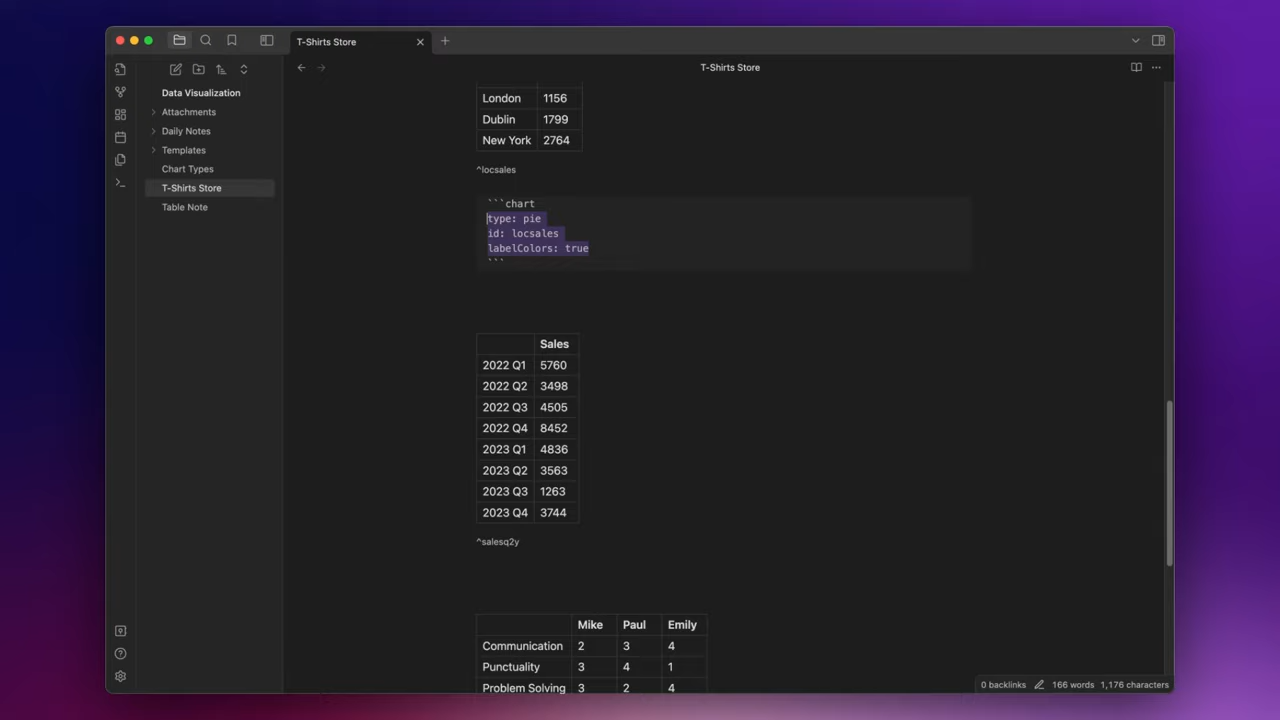 T-Shirts Store
T-Shirts Store
Data Visualization
Attachments
Daily Notes
Templates
Chart Types
T-Shirts Store
Table Note
London 1156
Dublin 1799
New York 2764
^locsales
```chart
type: pie
id: locsales
labelColors: true
```
Sales
2022 Q1 5760
2022 Q2 3498
2022 Q3 4505
2022 Q4 8452
2023 Q1 4836
2023 Q2 3563
2023 Q3 1263
2023 Q4 3744
^salesq2y
Mike Paul Emily
Communication 2 3 4
Punctuality 3 4 1
Problem Solving 3 2 4
0 backlinks 166 words 1,176 characters